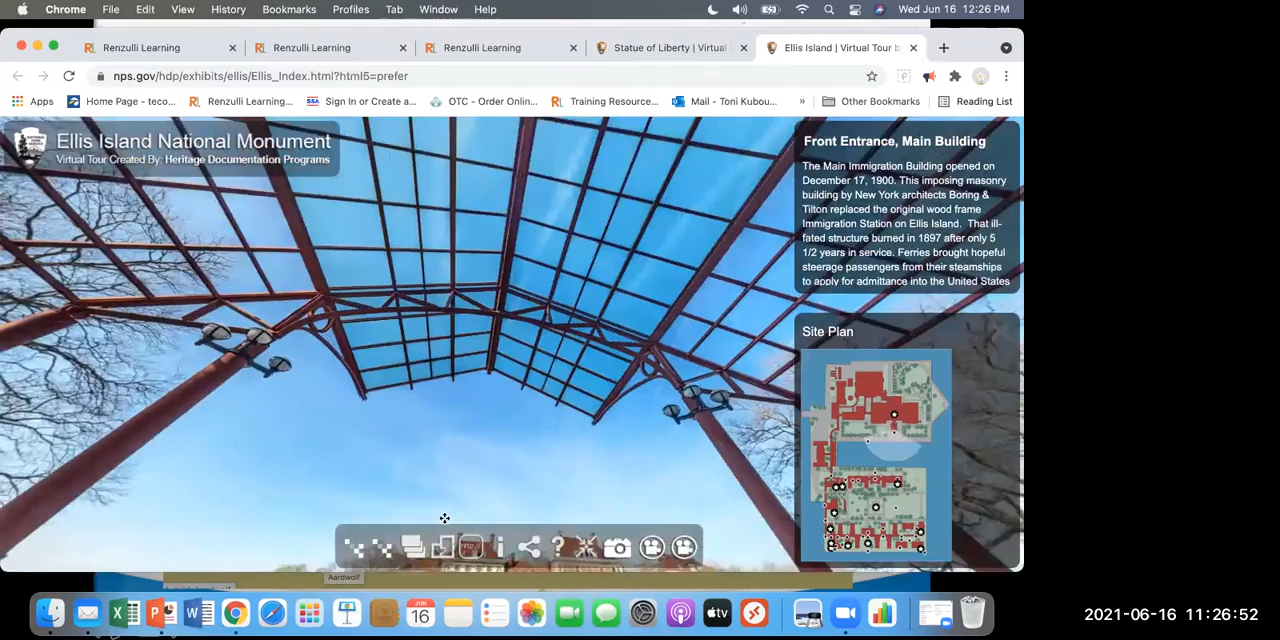 Chrome File Edit View History Bookmarks Profiles Tab Window Help Wed Jun 16 12:26 PM
Renzulli Learning Renzulli Learning Renzulli Learning Statue of Liberty | Virtual Ellis Island | Virtual Tour b
nps.gov/hdp/exhibits/ellis/Ellis_Index.html?html5=prefer
Apps Home Page - teco... Renzulli Learning... Sign In or Create a... OTC - Order Onlin... Training Resource... Mail - Toni Kubou... » Other Bookmarks Reading List
Ellis Island National Monument
Virtual Tour Created By: Heritage Documentation Programs
Front Entrance, Main Building
The Main Immigration Building opened on
December 17, 1900. This imposing masonry
building by New York architects Boring &
Tilton replaced the original wood frame
Immigration Station on Ellis Island. That ill-
fated structure burned in 1897 after only 5
1/2 years in service. Ferries brought hopeful
steerage passengers from their steamships
to apply for admittance into the United States
Site Plan
Aardwolf
JUN
16
tv
2021-06-16 11:26:52